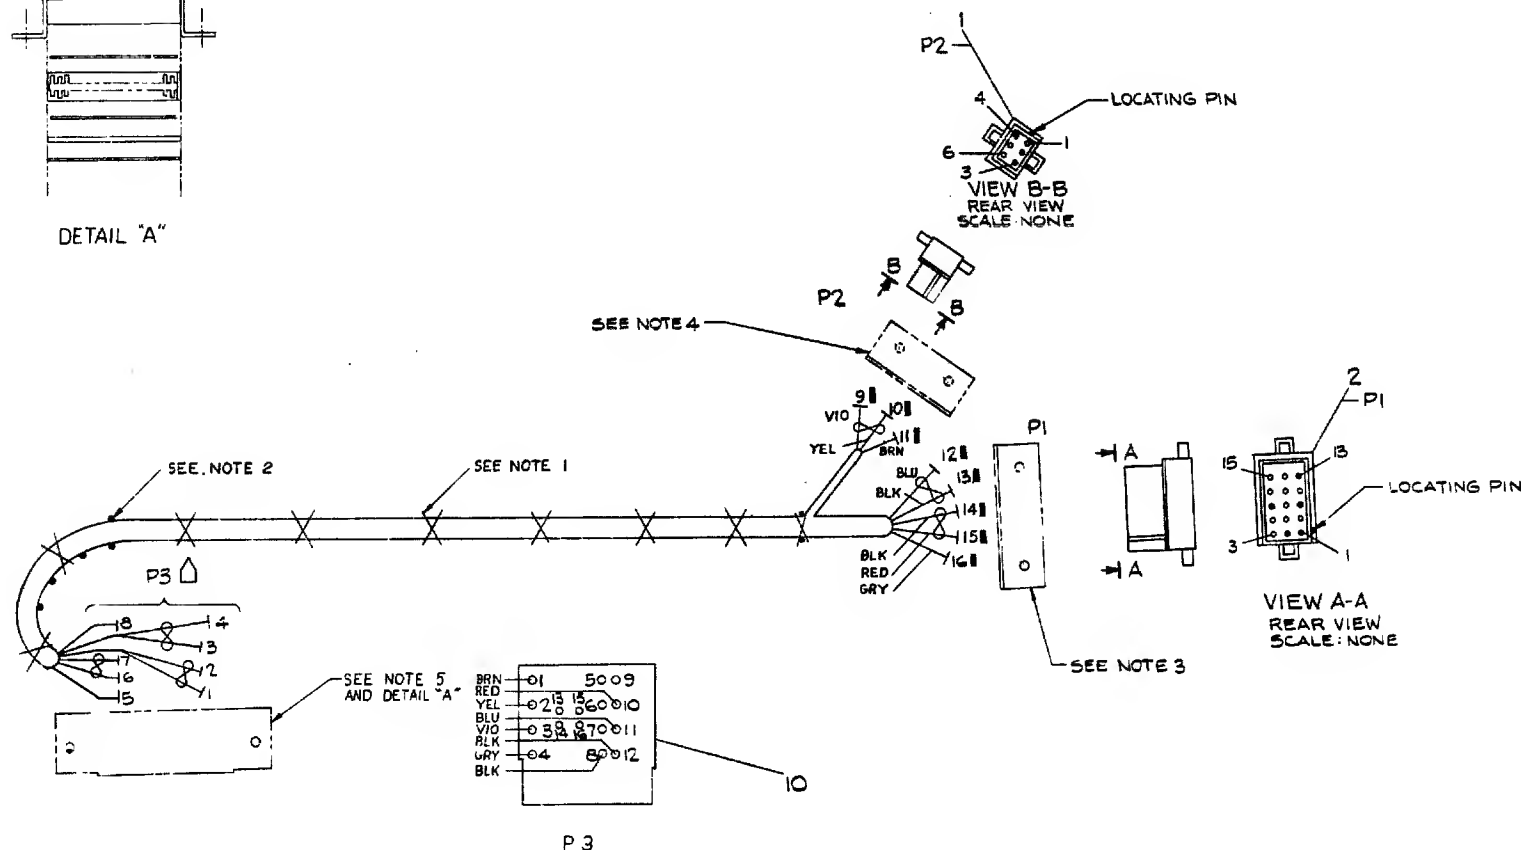 1
P2
LOCATING PIN
4
1
6
3
VIEW B-B
REAR VIEW
SCALE: NONE
DETAIL "A"
B
P2
B
SEE NOTE 4
2
P1
9
VIO
10
YEL
11
BRN
P1
12
BLU
13
BLK
14
15
BLK
16
RED
GRY
A
A
15
13
LOCATING PIN
3
1
VIEW A-A
REAR VIEW
SCALE: NONE
SEE NOTE 3
SEE. NOTE 2
SEE NOTE 1
P3
8
4
3
7
2
6
1
5
SEE NOTE 5
AND DETAIL "A"
BRN 1 5 9
RED
YEL 2 13 15 6 10
BLU
VIO 3 14 16 7 11
BLK
GRY 4 8 12
BLK
10
P3